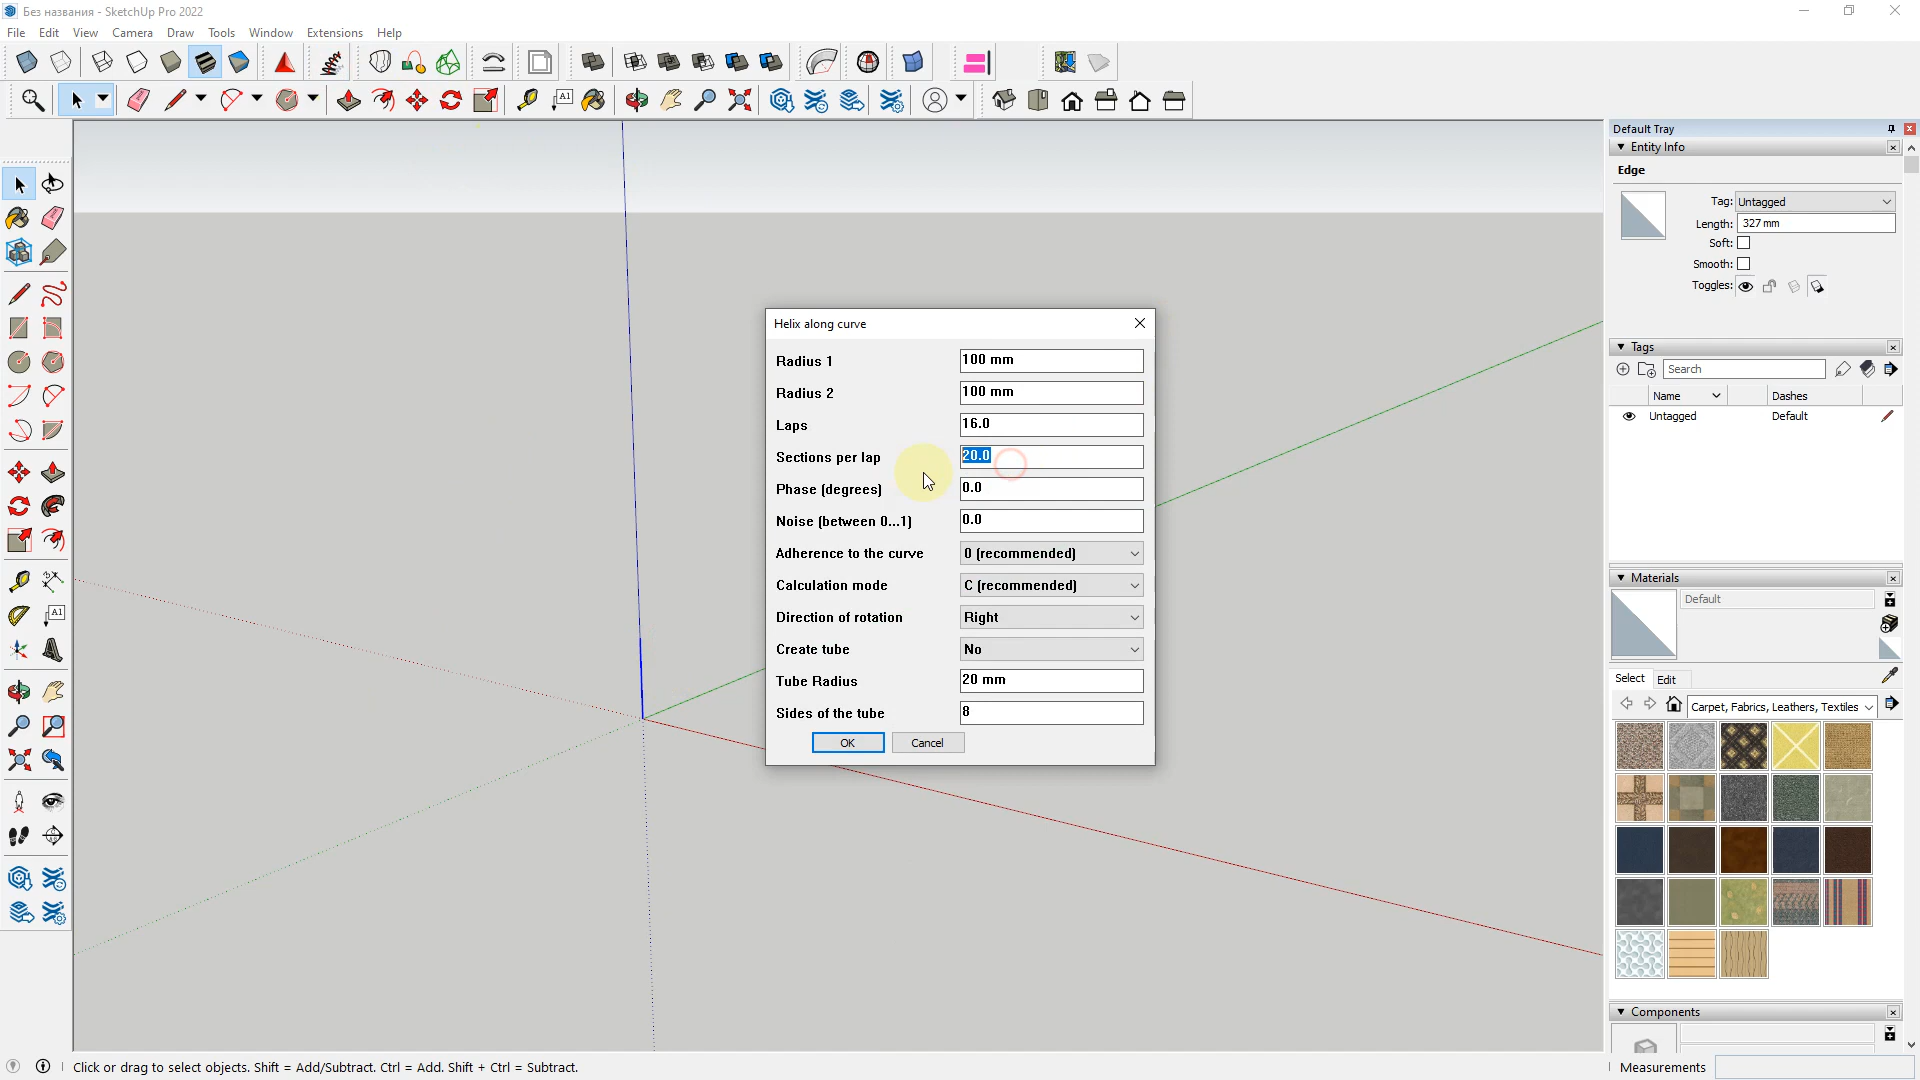 Без названия - SketchUp Pro 2022
File Edit View Camera Draw Tools Window Extensions Help
A1
Default Tray
Entity Info
Edge
Tag: Untagged
Length: 327 mm
Soft:
Smooth:
Toggles:
Helix along curve
Radius 1 100 mm
Radius 2 100 mm
Laps 16.0
Sections per lap 20.0
Phase (degrees) 0.0
Noise (between 0...1) 0.0
Adherence to the curve 0 (recommended)
Calculation mode C (recommended)
Direction of rotation Right
Create tube No
Tube Radius 20 mm
Sides of the tube 8
OK Cancel
Tags
Search
Name Dashes
Untagged Default
Materials
Default
A1
Select Edit
Carpet, Fabrics, Leathers, Textiles
Components
Click or drag to select objects. Shift = Add/Subtract. Ctrl = Add. Shift + Ctrl = Subtract.
Measurements